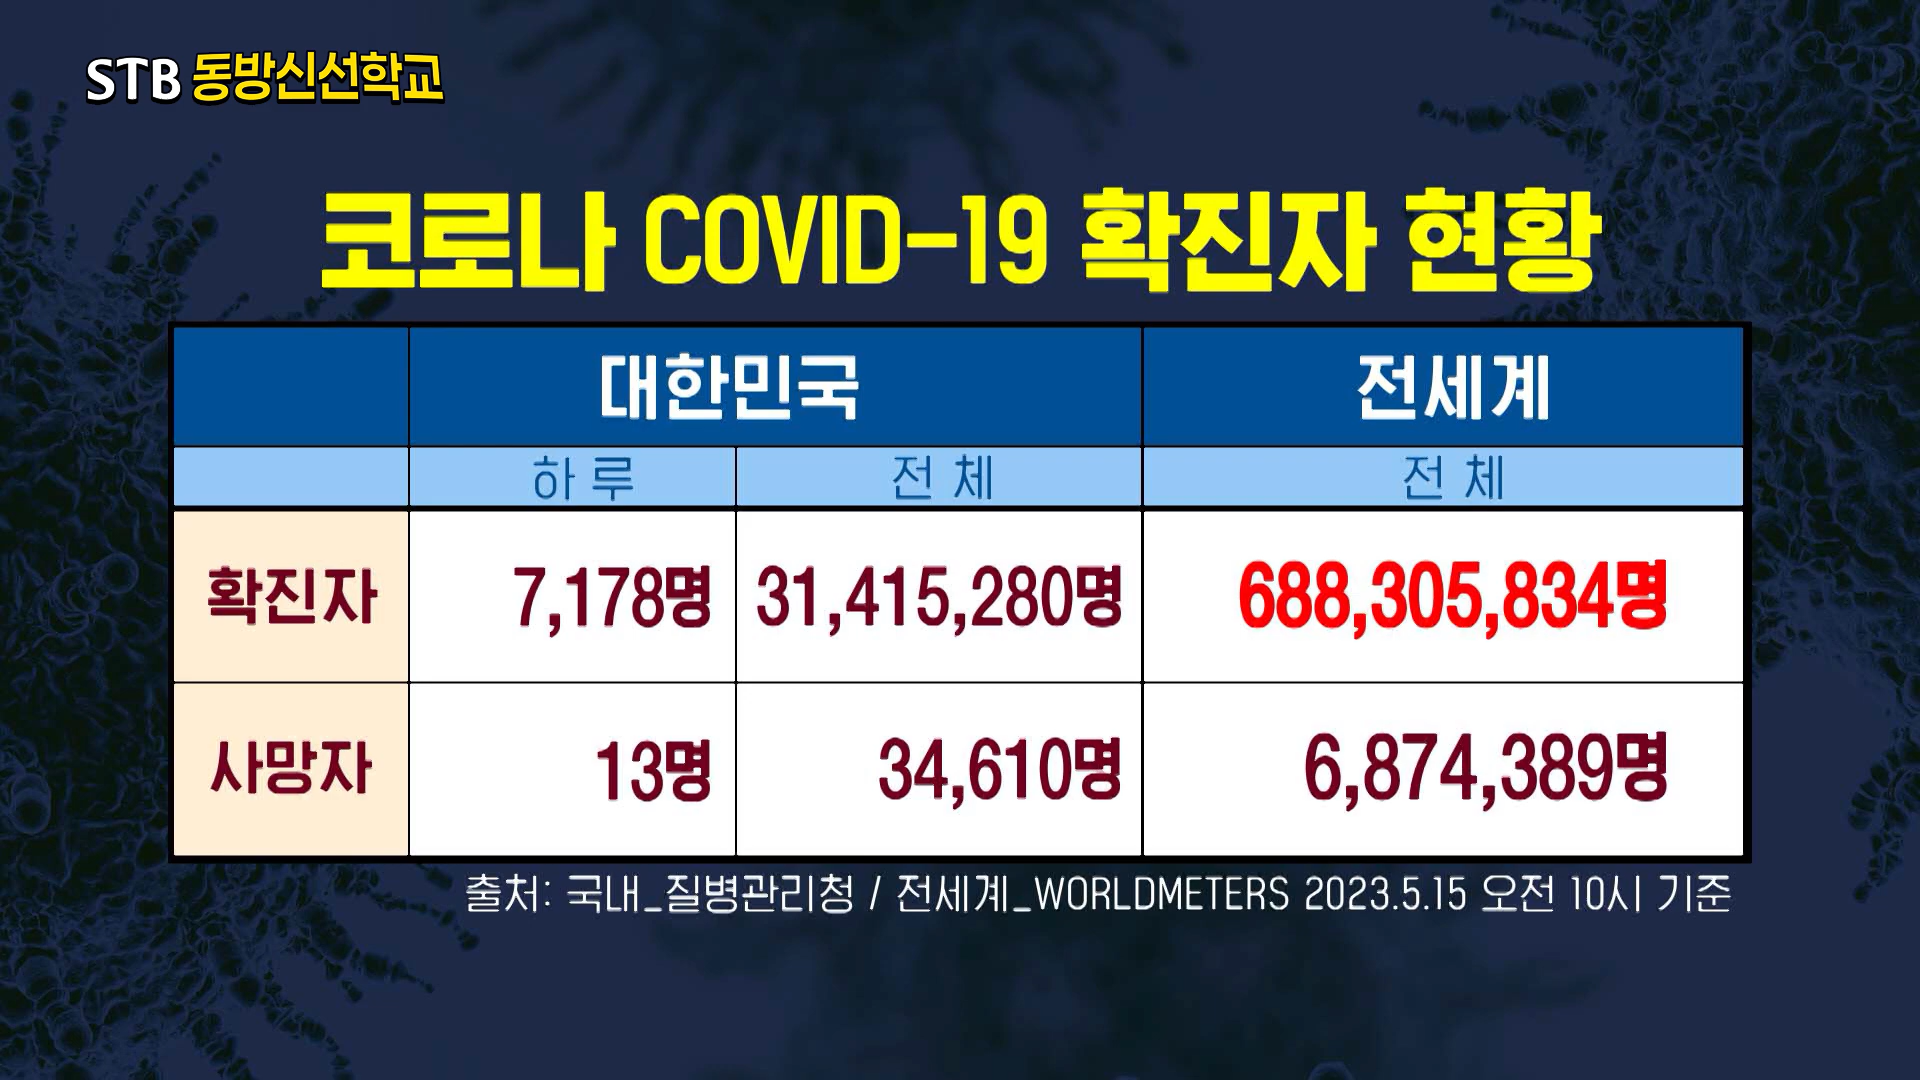 STB 동방신선학교
코로나 COVID-19 확진자 현황
대한민국 전세계
하루 전체 전체
확진자 7,178명 31,415,280명 688,305,834명
사망자 13명 34,610명 6,874,389명
출처: 국내_질병관리청 / 전세계_WORLDMETERS 2023.5.15 오전 10시 기준